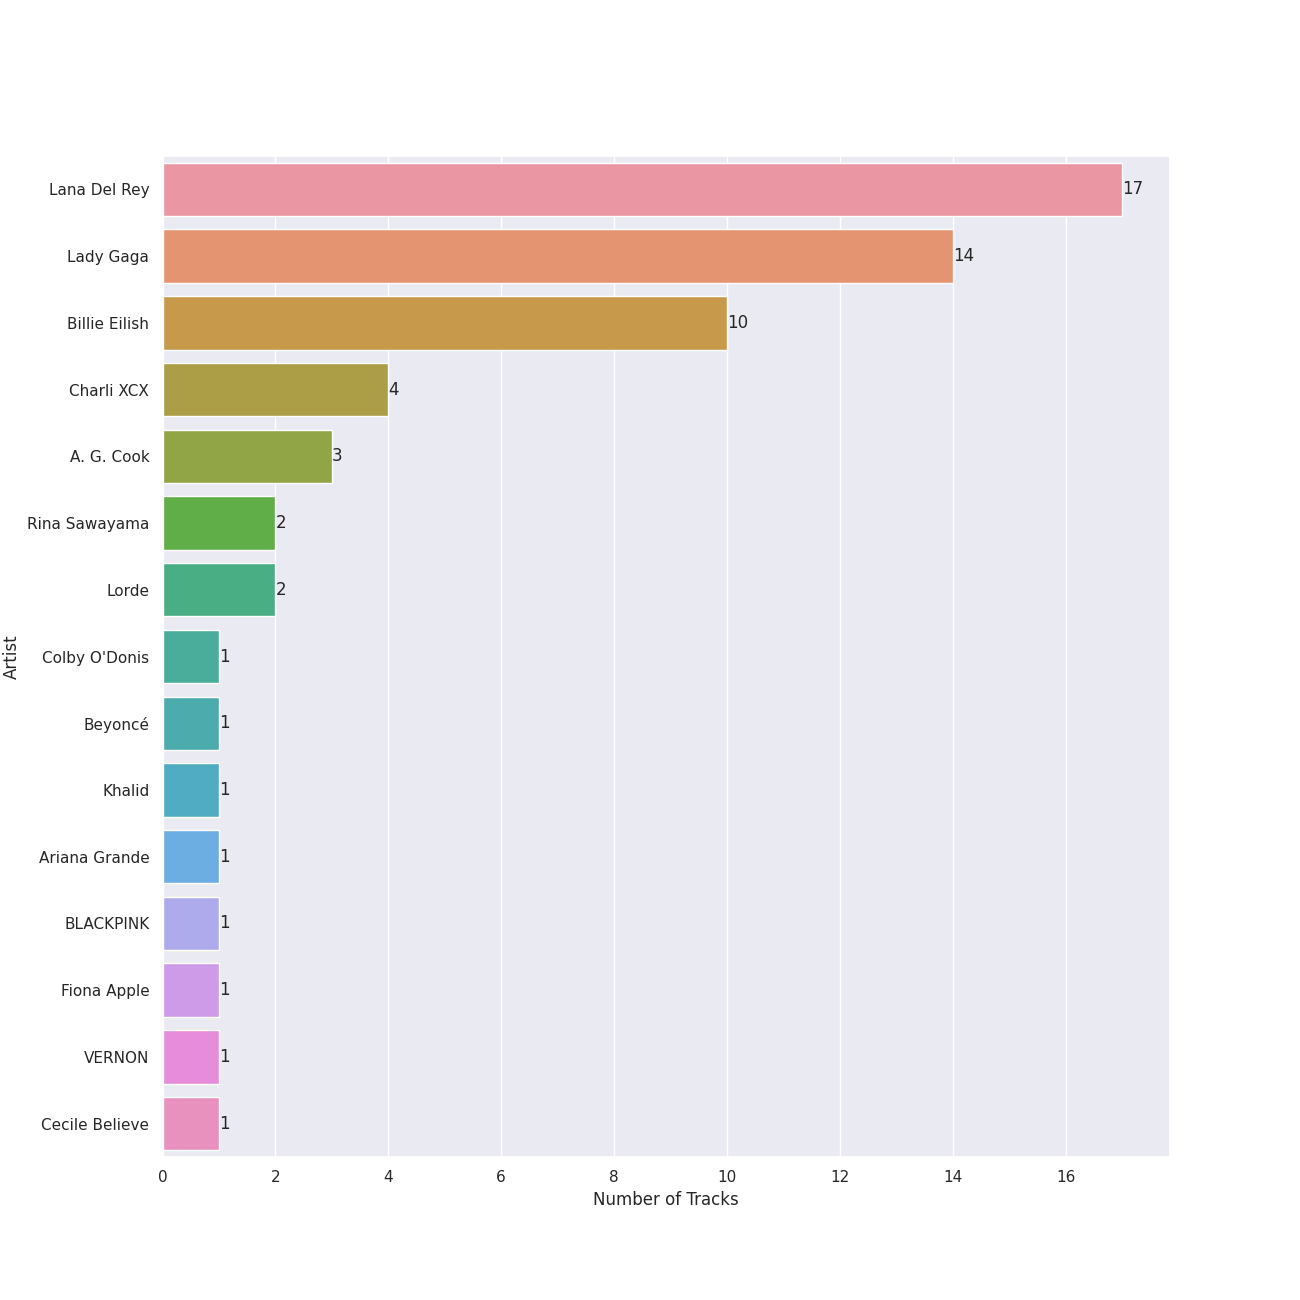 Lana Del Rey 17
Lady Gaga 14
Billie Eilish 10
Charli XCX 4
A. G. Cook 3
Rina Sawayama 2
Lorde 2
Colby O'Donis 1
Beyoncé 1
Khalid 1
Ariana Grande 1
BLACKPINK 1
Fiona Apple 1
VERNON 1
Cecile Believe 1
Artist
0 2 4 6 8 10 12 14 16
Number of Tracks